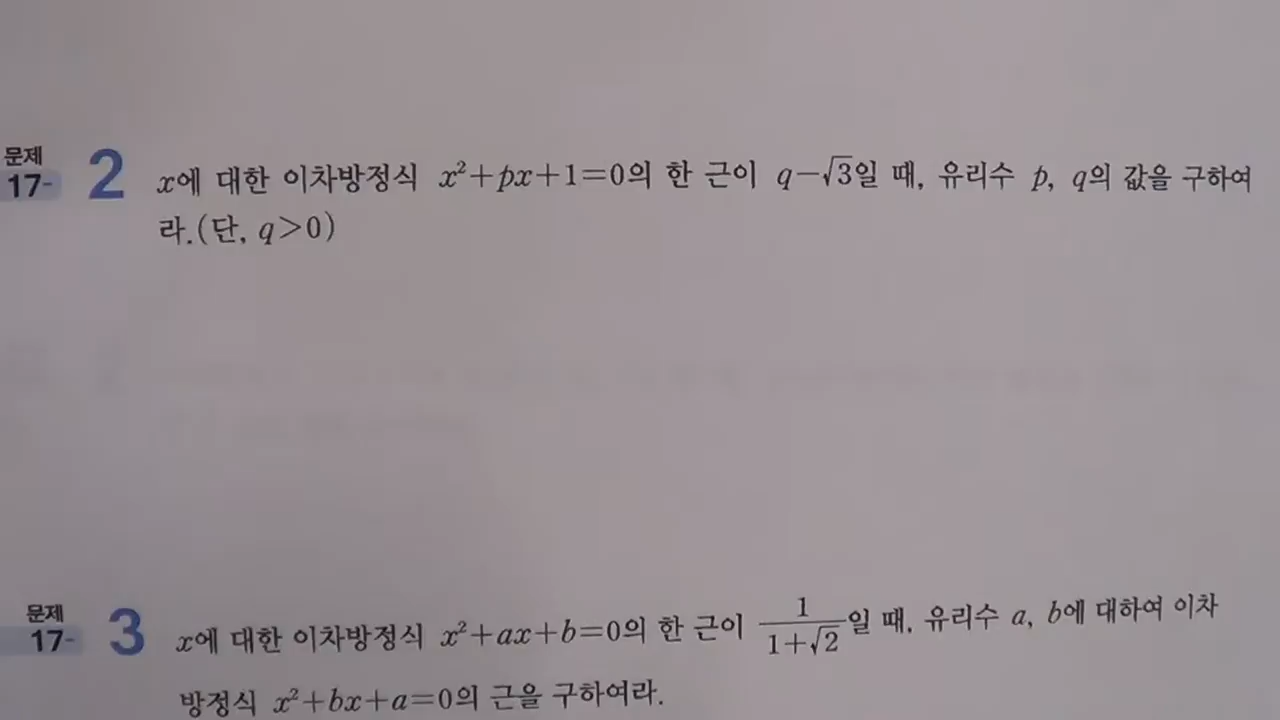 문제
17- 2 x에 대한 이차방정식 x²+px+1=0의 한 근이 q-√3일 때, 유리수 p, q의 값을 구하여
라.(단, q>0)
문제
17- 3 x에 대한 이차방정식 x²+ax+b=0의 한 근이 1/(1+√2)일 때, 유리수 a, b에 대하여 이차
방정식 x²+bx+a=0의 근을 구하여라.